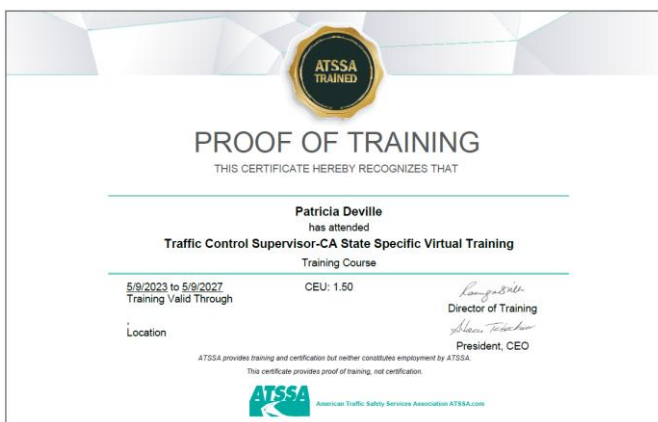 ATSSA
TRAINED
PROOF OF TRAINING
THIS CERTIFICATE HEREBY RECOGNIZES THAT
Patricia Deville
has attended
Traffic Control Supervisor-CA State Specific Virtual Training
Training Course
5/9/2023 to 5/9/2027
Training Valid Through
CEU: 1.50
Director of Training
,
Location
President, CEO
ATSSA provides training and certification but neither constitutes employment by ATSSA.
This certificate provides proof of training, not certification.
ATSSA
American Traffic Safety Services Association ATSSA.com